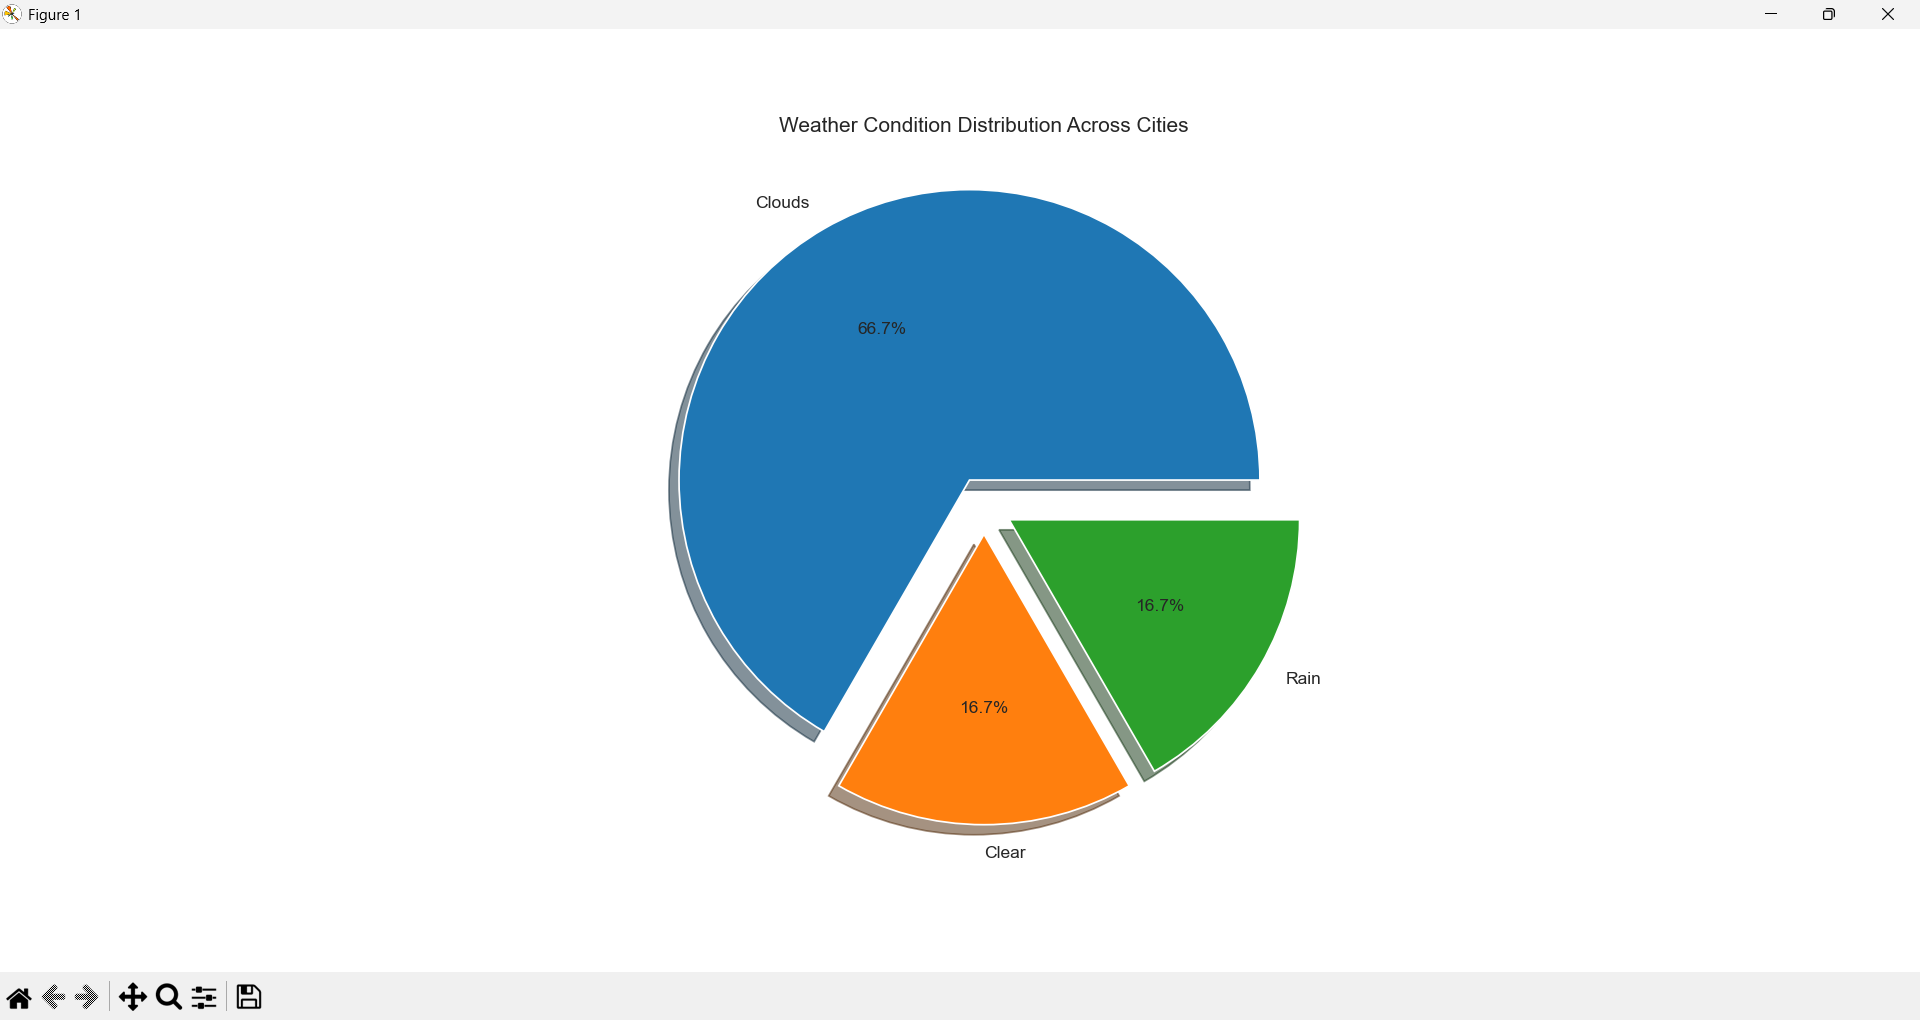 Figure 1
Weather Condition Distribution Across Cities
Clouds
66.7%
16.7%
Rain
16.7%
Clear